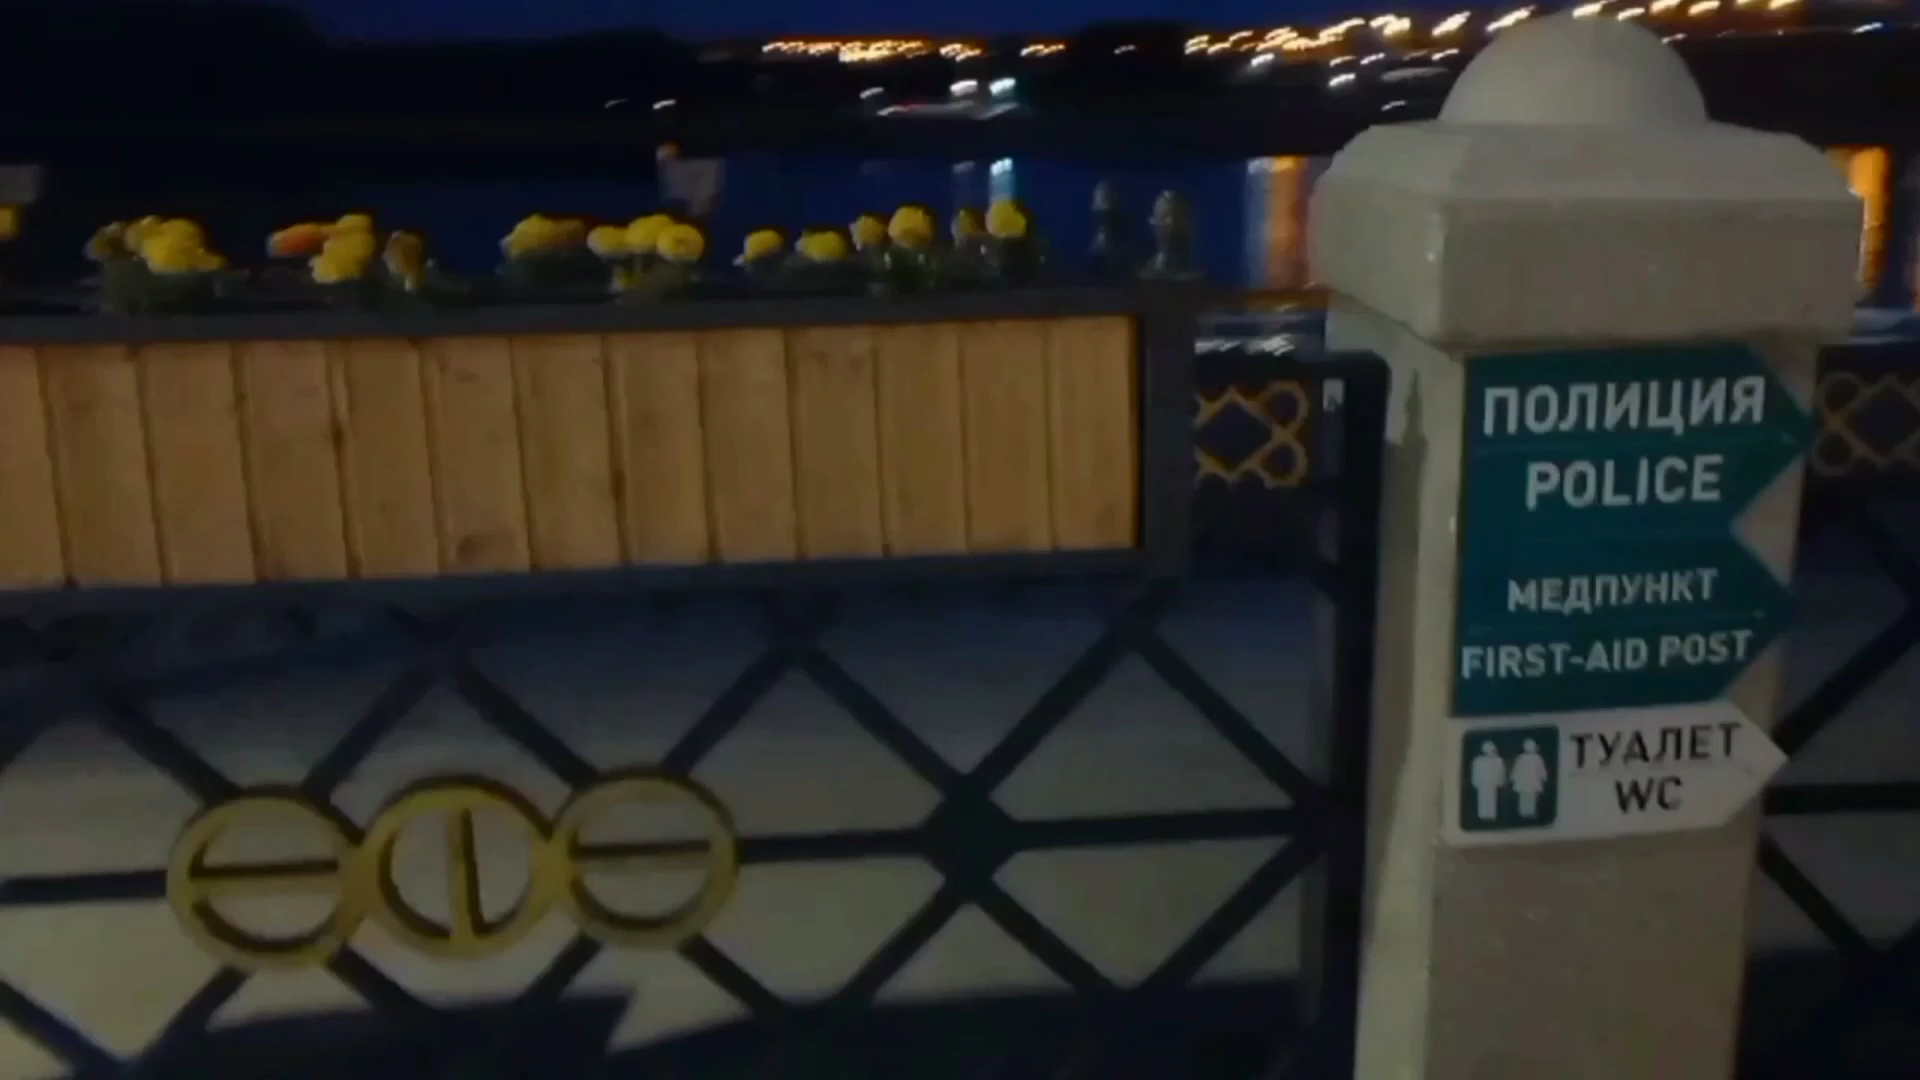 ПОЛИЦИЯ
POLICE
МЕДПУНКТ
FIRST-AID POST
ТУАЛЕТ
WC